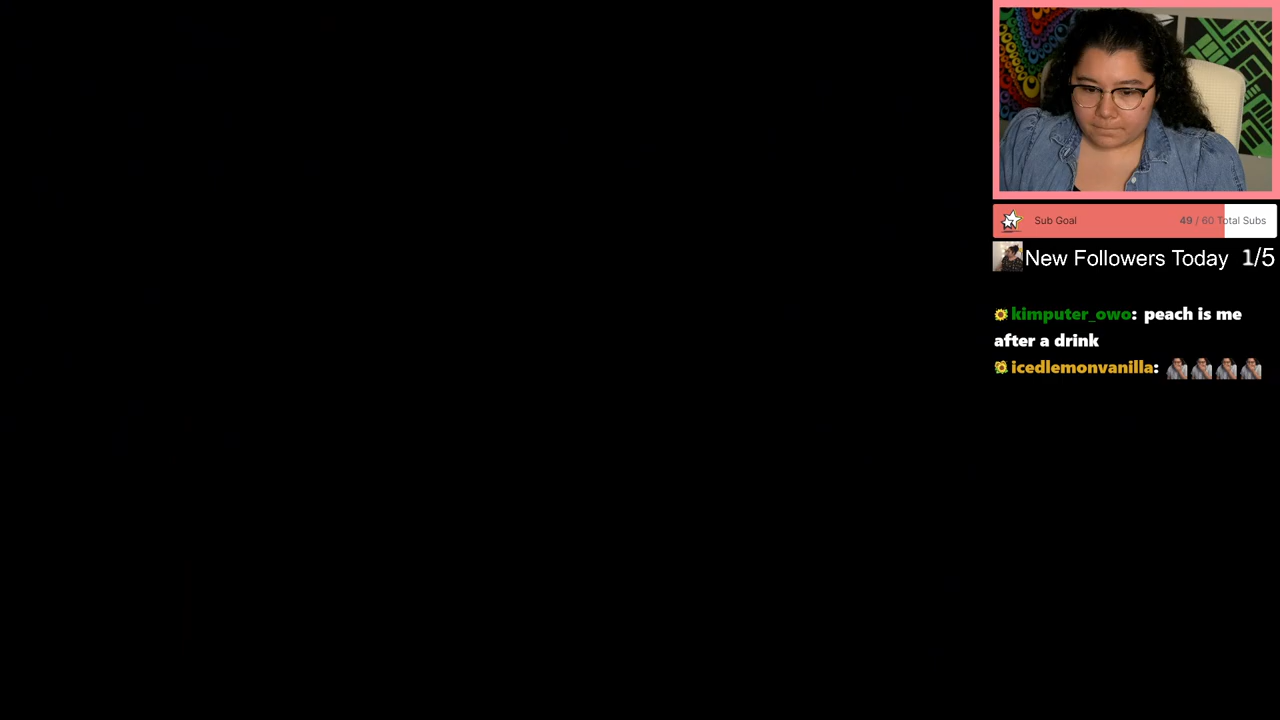 Sub Goal 49 / 60 Total Subs
New Followers Today 1/5
kimputer_owo: peach is me
after a drink
icedlemonvanilla: